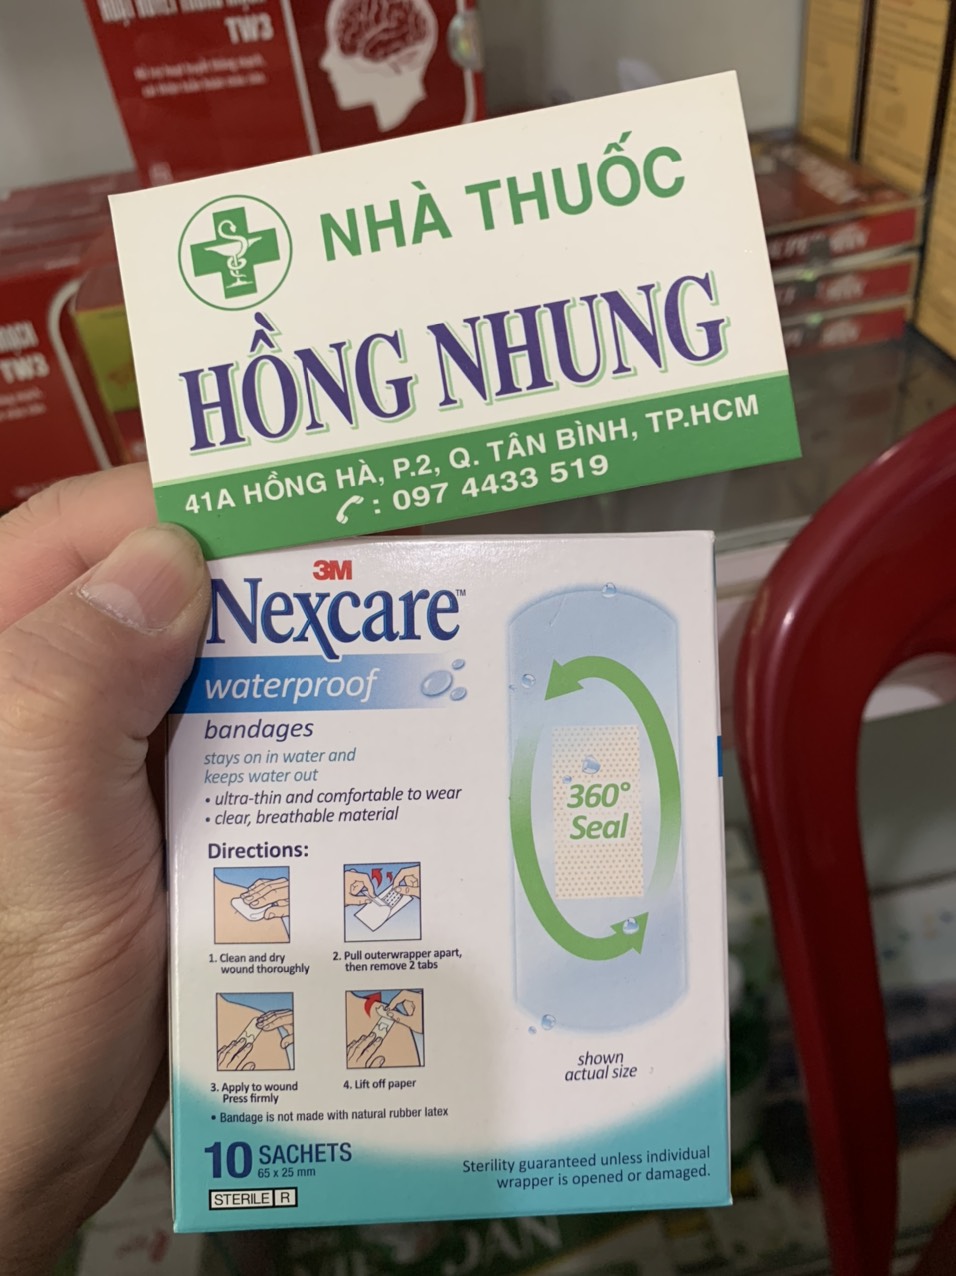 TW3
NHÀ THUỐC
HỒNG NHUNG
41A HỒNG HÀ, P.2, Q. TÂN BÌNH, TP.HCM
: 097 4433 519
TW3
3M
Nexcare™
waterproof
bandages
stays on in water and
keeps water out
• ultra-thin and comfortable to wear
• clear, breathable material
360°
Seal
Directions:
1. Clean and dry
wound thoroughly
2. Pull outerwrapper apart,
then remove 2 tabs
3. Apply to wound
Press firmly
4. Lift off paper
shown
actual size
• Bandage is not made with natural rubber latex
10 SACHETS
65 x 25 mm
STERILE R
Sterility guaranteed unless individual
wrapper is opened or damaged.